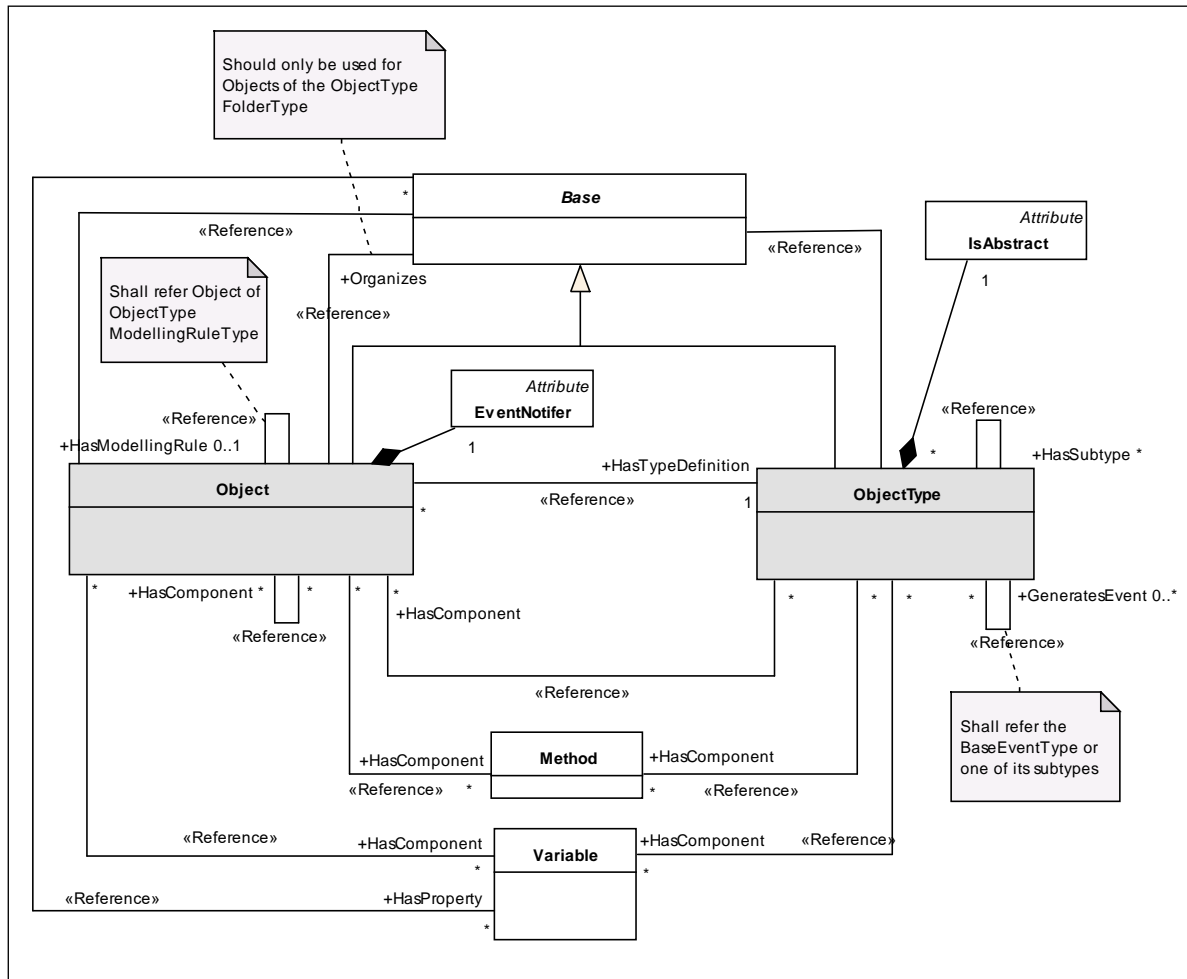 Should only be used for
Objects of the ObjectType
FolderType
*
Base
«Reference»
«Reference»
Attribute
IsAbstract
1
+Organizes
«Reference»
Shall refer Object of
ObjectType
ModellingRuleType
Attribute
EventNotifer
1
«Reference»
+HasModellingRule 0..1
«Reference»
*
+HasSubtype *
+HasTypeDefinition
Object
«Reference»
*
1
ObjectType
*
+HasComponent *
*
*
*
+HasComponent
«Reference»
*
*
*
*
+GeneratesEvent 0..*
«Reference»
«Reference»
Shall refer the
BaseEventType or
one of its subtypes
+HasComponent
«Reference»
*
Method
+HasComponent
*
«Reference»
«Reference»
+HasComponent
*
Variable
+HasComponent
*
«Reference»
«Reference»
+HasProperty
*